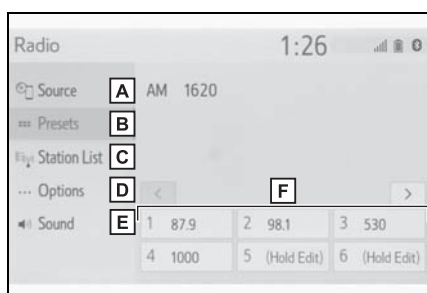 Radio 1:26
Source A AM 1620
Presets B
Station List C
Options D < F >
Sound E 1 87.9 2 98.1 3 530
4 1000 5 (Hold Edit) 6 (Hold Edit)